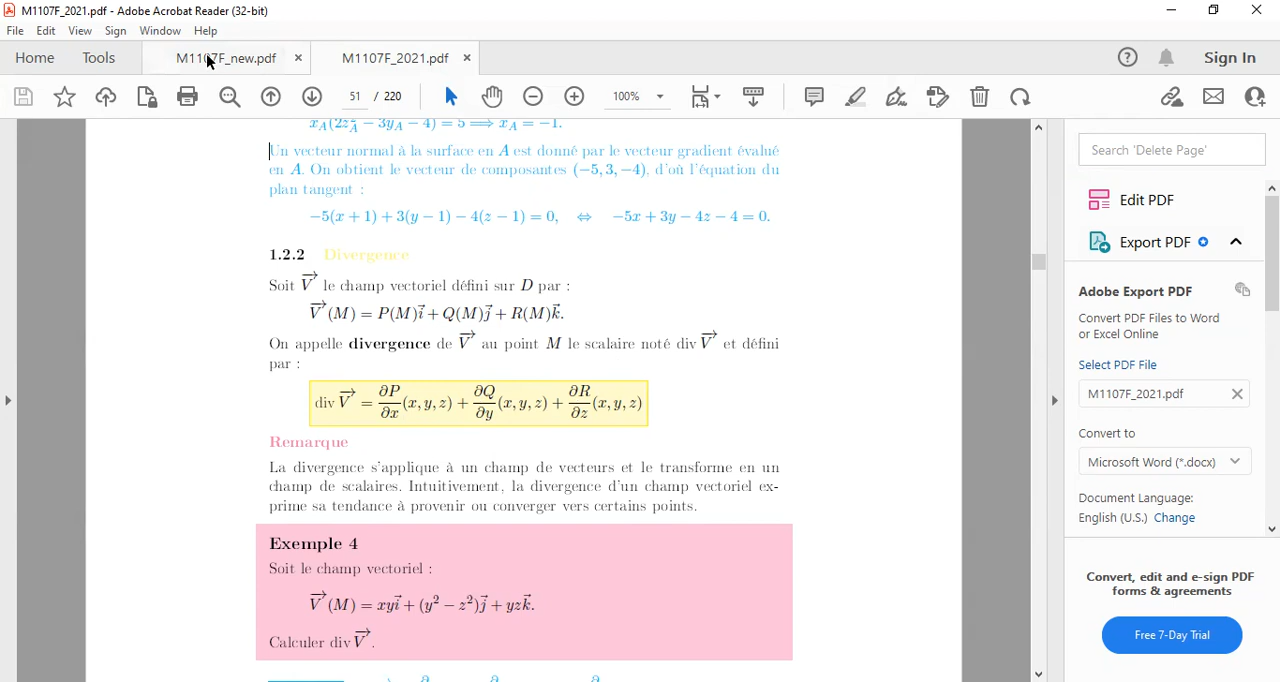 M1107F_2021.pdf - Adobe Acrobat Reader (32-bit)
File Edit View Sign Window Help
Home Tools M1107F_new.pdf × M1107F_2021.pdf × Sign In
51 / 220 100%
x_A(2z_A^2 − 3y_A − 4) = 5 ⟹ x_A = −1.
Un vecteur normal à la surface en A est donné par le vecteur gradient évalué
en A. On obtient le vecteur de composantes (−5, 3, −4), d'où l'équation du
plan tangent :
−5(x + 1) + 3(y − 1) − 4(z − 1) = 0, ⇔ −5x + 3y − 4z − 4 = 0.
1.2.2 Divergence
Soit V⃗ le champ vectoriel défini sur D par :
V⃗(M) = P(M)i⃗ + Q(M)j⃗ + R(M)k⃗.
On appelle divergence de V⃗ au point M le scalaire noté div V⃗ et défini
par :
div V⃗ = ∂P/∂x (x, y, z) + ∂Q/∂y (x, y, z) + ∂R/∂z (x, y, z)
Remarque
La divergence s'applique à un champ de vecteurs et le transforme en un
champ de scalaires. Intuitivement, la divergence d'un champ vectoriel ex-
prime sa tendance à provenir ou converger vers certains points.
Exemple 4
Soit le champ vectoriel :
V⃗(M) = xyi⃗ + (y² − z²)j⃗ + yzk⃗.
Calculer div V⃗.
Search 'Delete Page'
Edit PDF
Export PDF
Adobe Export PDF
Convert PDF Files to Word
or Excel Online
Select PDF File
M1107F_2021.pdf
Convert to
Microsoft Word (*.docx)
Document Language:
English (U.S.) Change
Convert, edit and e-sign PDF
forms & agreements
Free 7-Day Trial